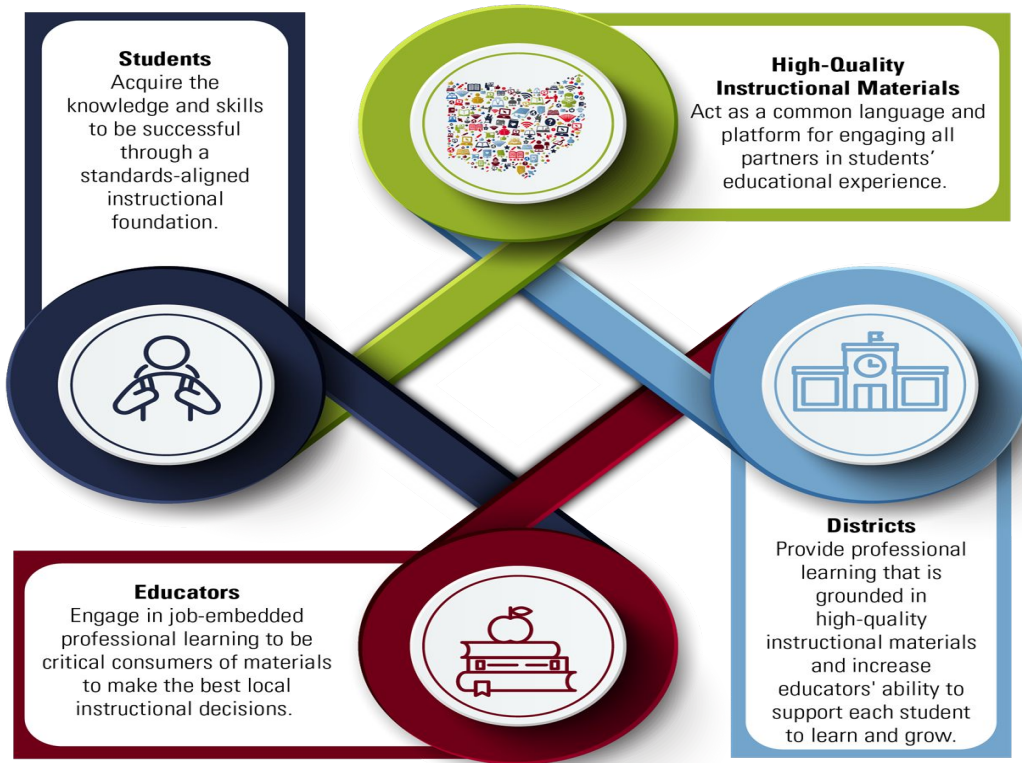 Students
Acquire the
knowledge and skills
to be successful
through a
standards-aligned
instructional
foundation.
High-Quality
Instructional Materials
Act as a common language and
platform for engaging all
partners in students’
educational experience.
Educators
Engage in job-embedded
professional learning to be
critical consumers of materials
to make the best local
instructional decisions.
Districts
Provide professional
learning that is
grounded in
high-quality
instructional materials
and increase
educators' ability to
support each student
to learn and grow.